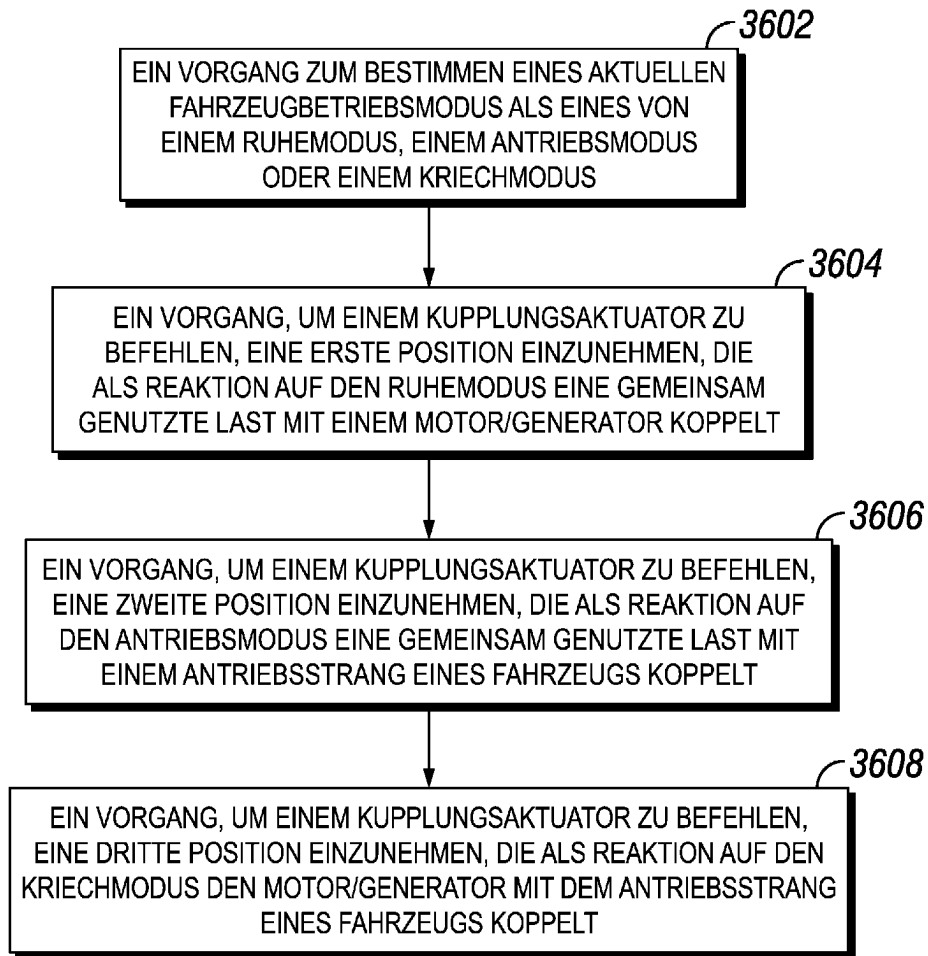 3602
EIN VORGANG ZUM BESTIMMEN EINES AKTUELLEN
FAHRZEUGBETRIEBSMODUS ALS EINES VON
EINEM RUHEMODUS, EINEM ANTRIEBSMODUS
ODER EINEM KRIECHMODUS
3604
EIN VORGANG, UM EINEM KUPPLUNGSAKTUATOR ZU
BEFEHLEN, EINE ERSTE POSITION EINZUNEHMEN, DIE
ALS REAKTION AUF DEN RUHEMODUS EINE GEMEINSAM
GENUTZTE LAST MIT EINEM MOTOR/GENERATOR KOPPELT
3606
EIN VORGANG, UM EINEM KUPPLUNGSAKTUATOR ZU BEFEHLEN,
EINE ZWEITE POSITION EINZUNEHMEN, DIE ALS REAKTION AUF
DEN ANTRIEBSMODUS EINE GEMEINSAM GENUTZTE LAST MIT
EINEM ANTRIEBSSTRANG EINES FAHRZEUGS KOPPELT
3608
EIN VORGANG, UM EINEM KUPPLUNGSAKTUATOR ZU BEFEHLEN,
EINE DRITTE POSITION EINZUNEHMEN, DIE ALS REAKTION AUF DEN
KRIECHMODUS DEN MOTOR/GENERATOR MIT DEM ANTRIEBSSTRANG
EINES FAHRZEUGS KOPPELT